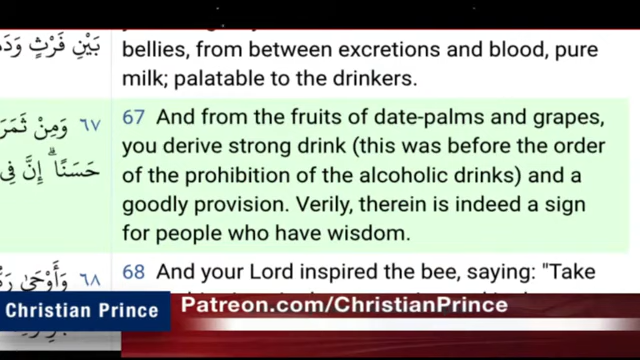 بَيْنِ فَرْثٍ وَدَمٍ
bellies, from between excretions and blood, pure
milk; palatable to the drinkers.
٦٧ وَمِنْ ثَمَرَ
67 And from the fruits of date-palms and grapes,
you derive strong drink (this was before the order
حَسَنًا ۗ إِنَّ فِي
of the prohibition of the alcoholic drinks) and a
goodly provision. Verily, therein is indeed a sign
for people who have wisdom.
٦٨ وَأَوْحَىٰ رَبُّ
68 And your Lord inspired the bee, saying: "Take
Christian Prince
Patreon.com/ChristianPrince